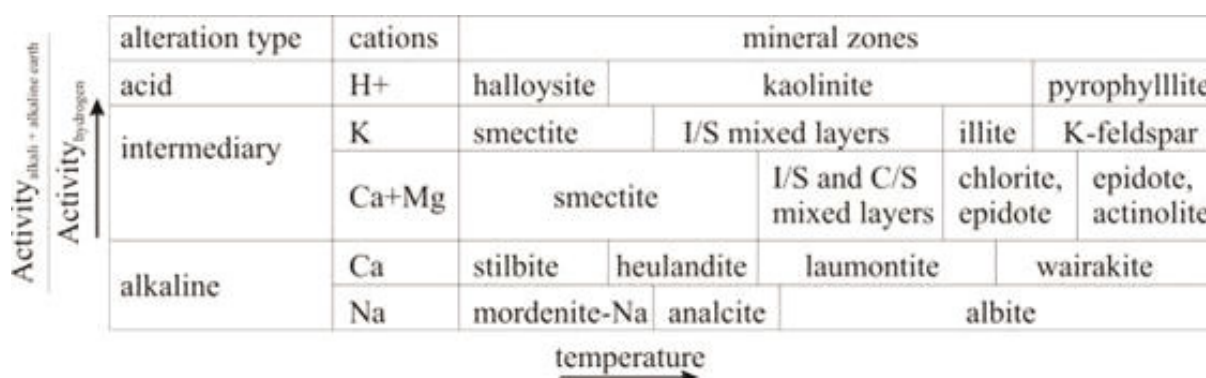 alteration type cations mineral zones
acid H+ halloysite kaolinite pyrophylllite
intermediary K smectite I/S mixed layers illite K-feldspar
Ca+Mg smectite I/S and C/S mixed layers chlorite, epidote epidote, actinolite
alkaline Ca stilbite heulandite laumontite wairakite
Na mordenite-Na analcite albite
temperature
Activity alkali + alkaline earth
Activity hydrogen